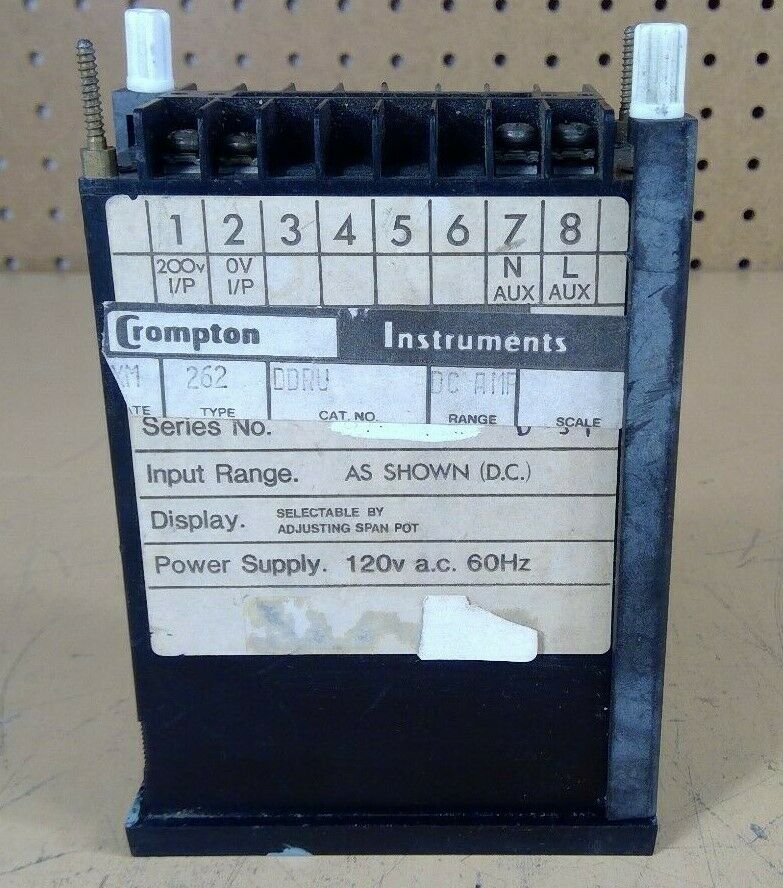 1 2 3 4 5 6 7 8
200v 0V N L
I/P I/P AUX AUX
Crompton Instruments
262 DDRV DC AMP
TYPE CAT. NO. RANGE SCALE
Series No.
Input Range. AS SHOWN (D.C.)
Display. SELECTABLE BY
ADJUSTING SPAN POT
Power Supply. 120v a.c. 60Hz